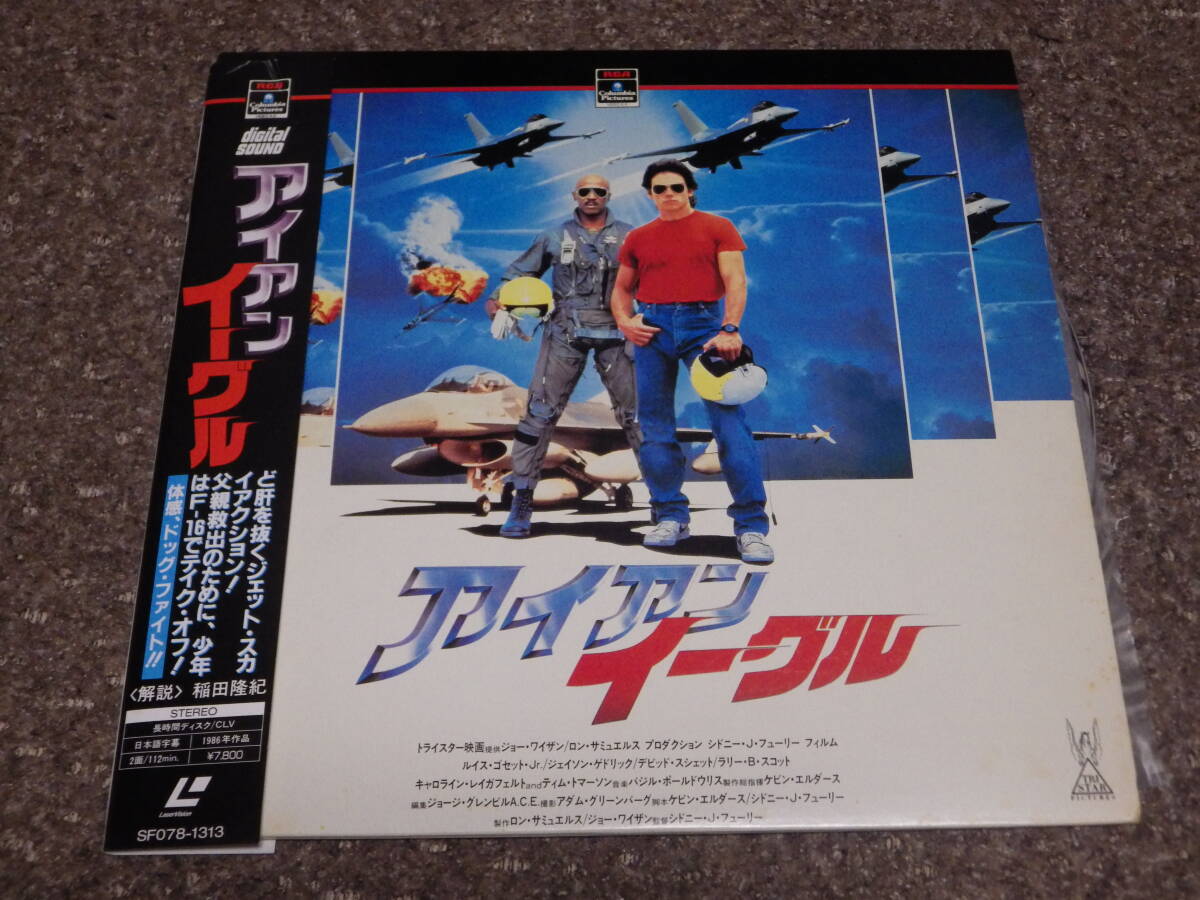 RCA
Columbia
Pictures
digital
SOUND
アイアン
イーグル
ど肝を抜くジェット・スカ
イアクション!
父親救出のために、少年
はF-16でテイク・オフ!
体感、ドッグ・ファイト!!
〈解説〉稲田隆紀
STEREO
長時間ディスク/CLV
日本語字幕 1986年作品
2面/112min. ¥7,800
LaserVision
SF078-1313
RCA
Columbia
Pictures
アイアン
イーグル
トライスター映画提供ジョー・ワイザン/ロン・サミュエルス プロダクション シドニー・J・フューリー フィルム
ルイス・ゴセット・Jr./ジェイソン・ゲドリック/デビッド・スシェット/ラリー・B・スコット
キャロライン・レイガフェルトandティム・トマーソン音楽バジル・ポールドウリス製作総指揮ケビン・エルダース
編集ジョージ・グレンビルA.C.E.撮影アダム・グリーンバーグ脚本ケビン・エルダース/シドニー・J・フューリー
製作ロン・サミュエルス/ジョー・ワイザン監督シドニー・J・フューリー
TRI
STAR
PICTURES